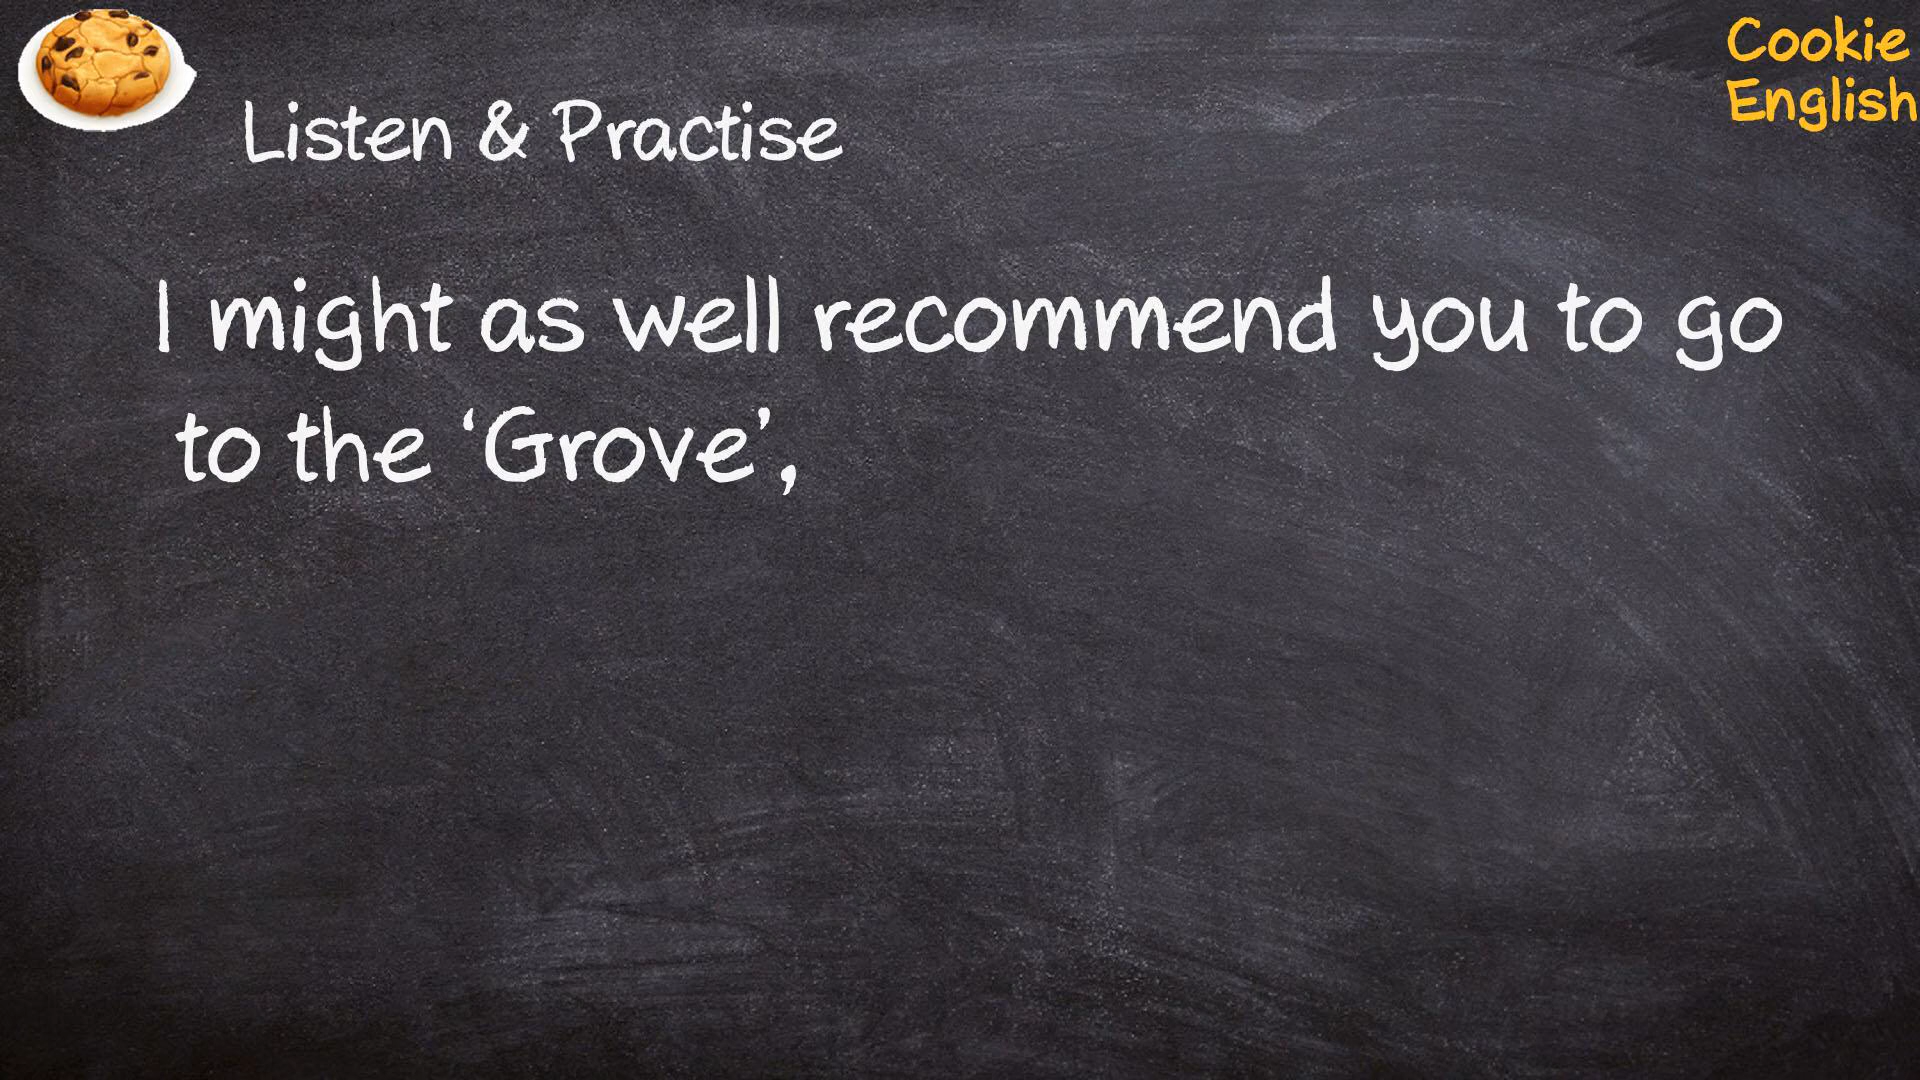 Cookie
English
Listen & Practise
I might as well recommend you to go
to the ‘Grove’,